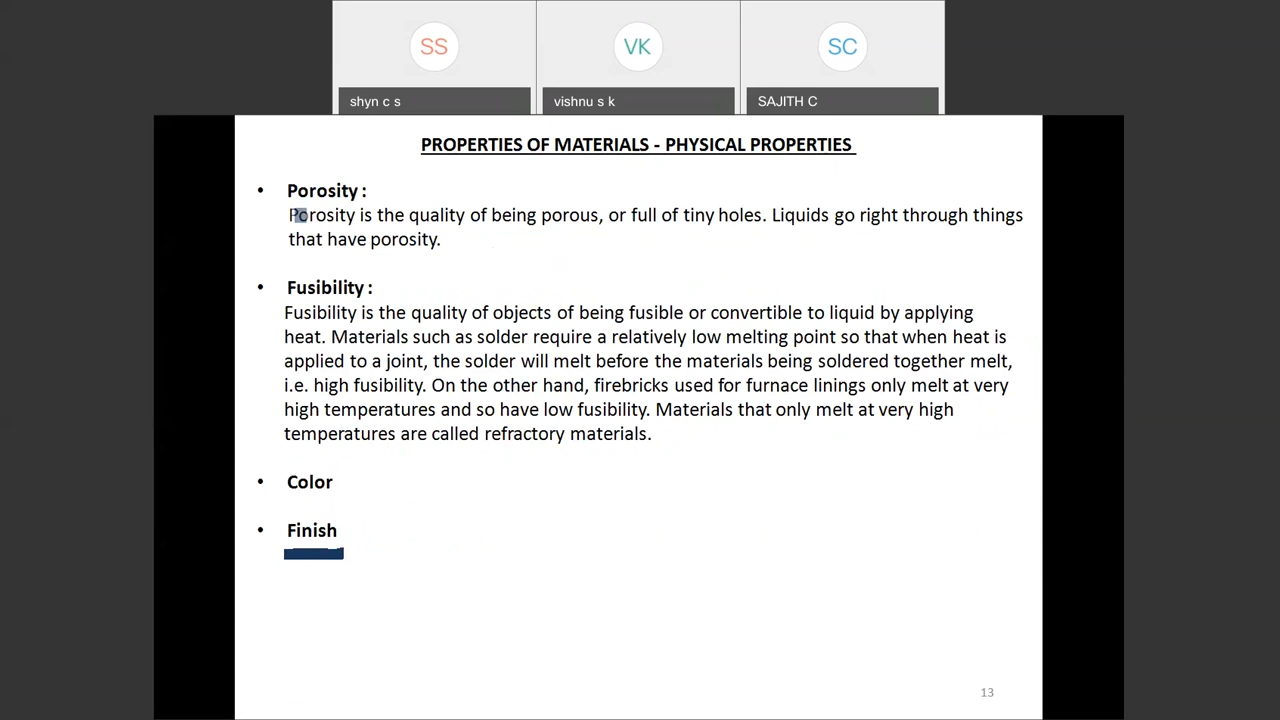 SS VK SC
shyn c s vishnu s k SAJITH C
PROPERTIES OF MATERIALS - PHYSICAL PROPERTIES
• Porosity :
Porosity is the quality of being porous, or full of tiny holes. Liquids go right through things
that have porosity.
• Fusibility :
Fusibility is the quality of objects of being fusible or convertible to liquid by applying
heat. Materials such as solder require a relatively low melting point so that when heat is
applied to a joint, the solder will melt before the materials being soldered together melt,
i.e. high fusibility. On the other hand, firebricks used for furnace linings only melt at very
high temperatures and so have low fusibility. Materials that only melt at very high
temperatures are called refractory materials.
• Color
• Finish
13